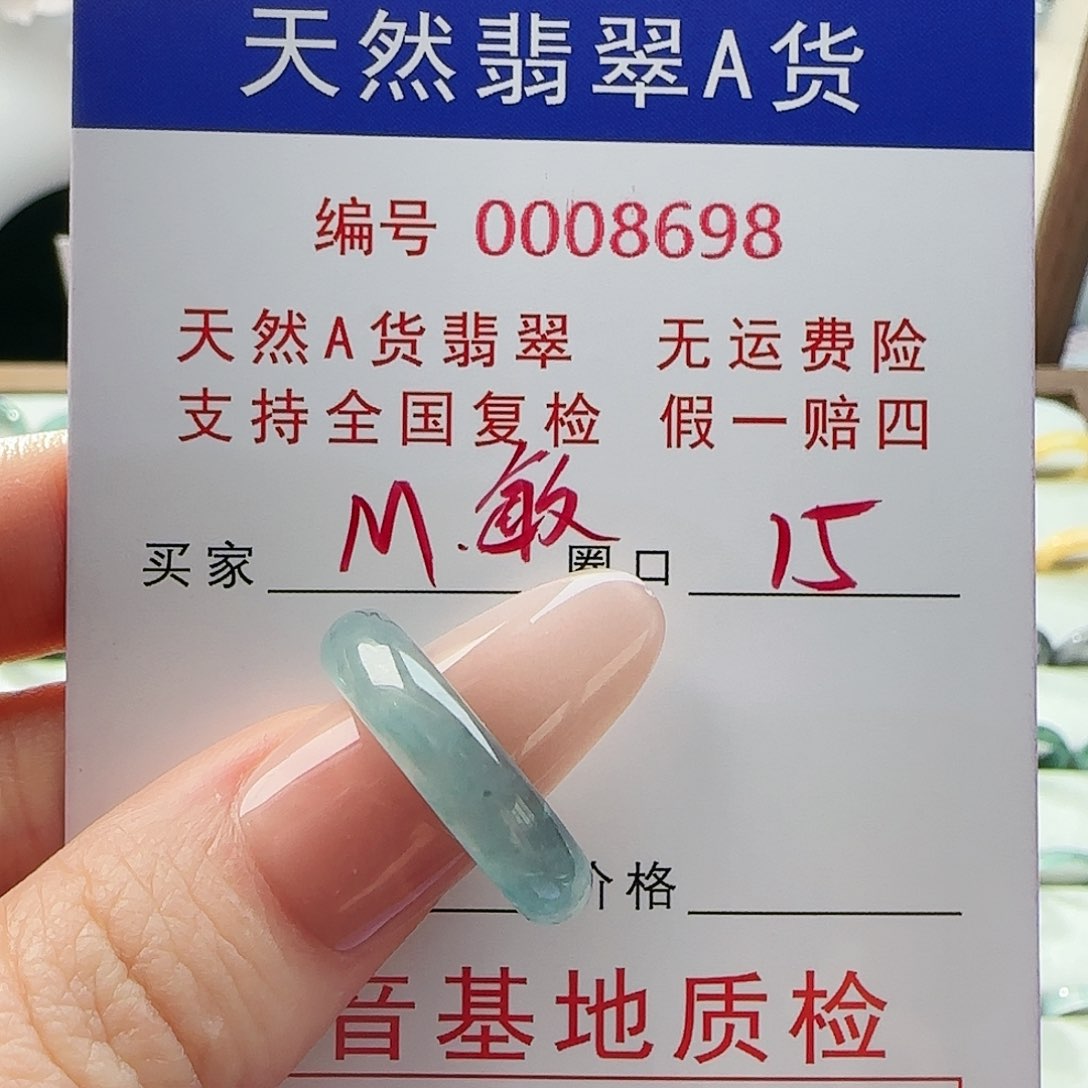 天然翡翠A货
编号 0008698
天然A货翡翠 无运费险
支持全国复检 假一赔四
买家 M.敏 圈口 15
价格
音基地质检